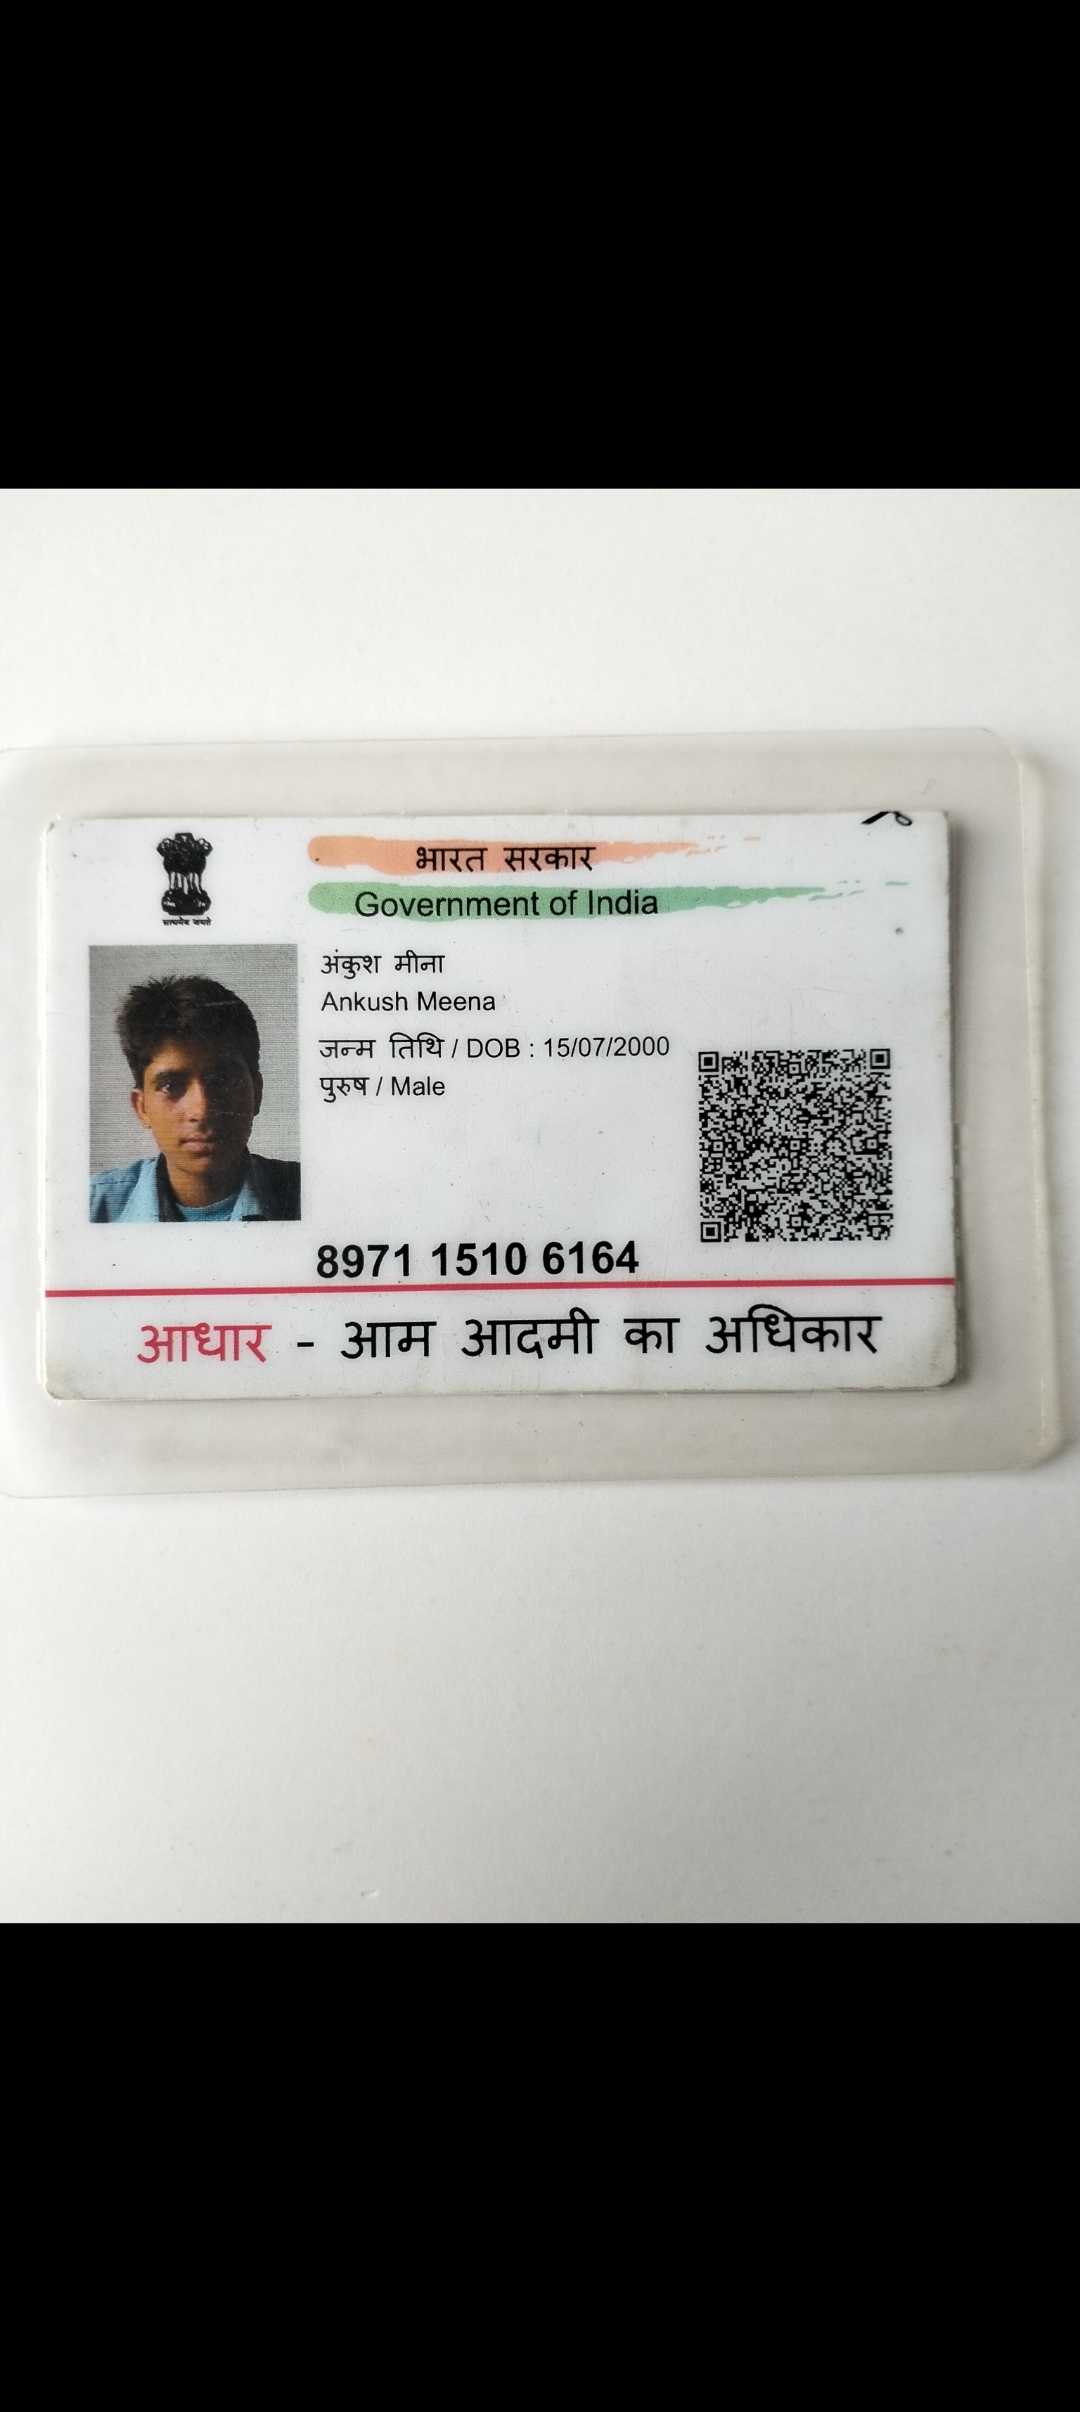 भारत सरकार
Government of India
सत्यमेव जयते
अंकुश मीना
Ankush Meena
जन्म तिथि / DOB : 15/07/2000
पुरुष / Male
8971 1510 6164
आधार - आम आदमी का अधिकार